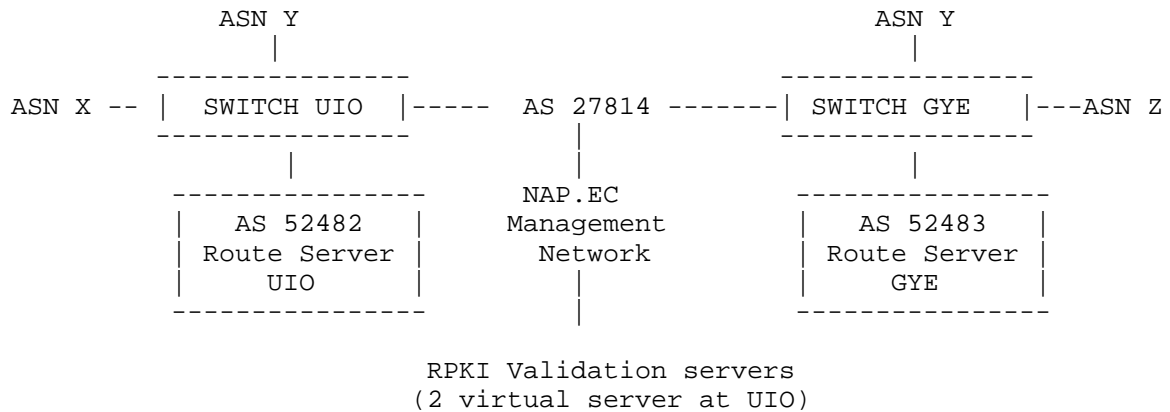 ASN Y ASN Y
| |
---------------- ----------------
ASN X -- | SWITCH UIO |----- AS 27814 -------| SWITCH GYE |---ASN Z
---------------- | ----------------
| | |
---------------- NAP.EC ----------------
| AS 52482 | Management | AS 52483 |
| Route Server | Network | Route Server |
| UIO | | | GYE |
---------------- | ----------------
RPKI Validation servers
(2 virtual server at UIO)